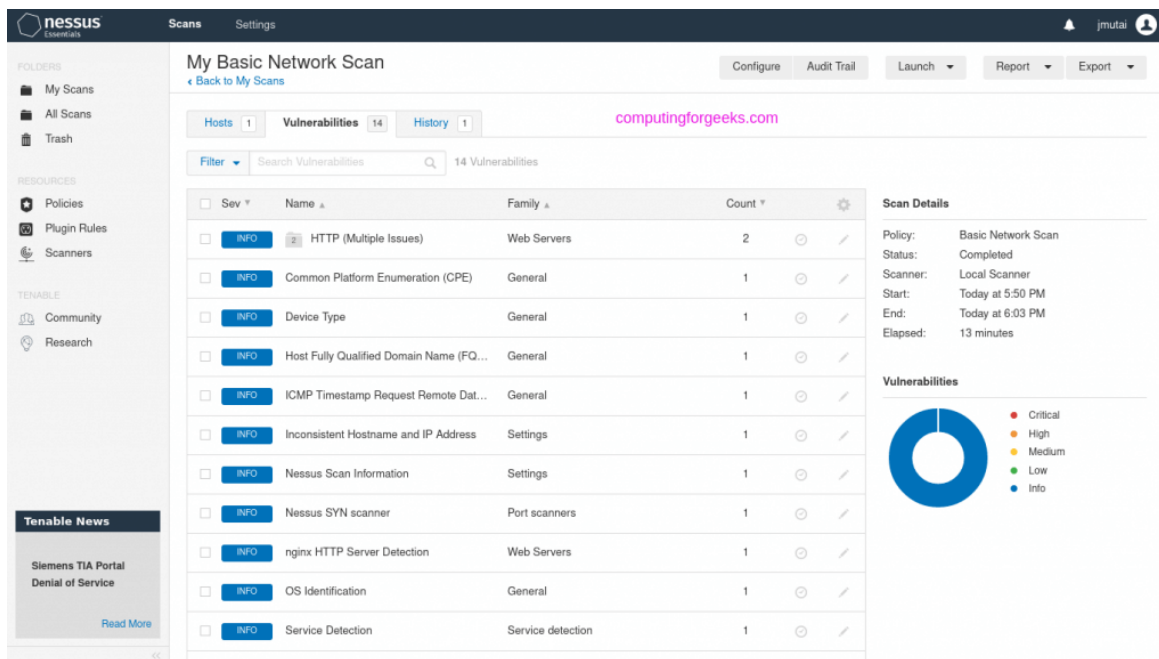 nessus
Essentials
Scans
Settings
jmutai
FOLDERS
My Scans
All Scans
Trash
RESOURCES
Policies
Plugin Rules
Scanners
TENABLE
Community
Research
Tenable News
Siemens TIA Portal
Denial of Service
Read More
My Basic Network Scan
Back to My Scans
Configure Audit Trail Launch Report Export
Hosts 1 Vulnerabilities 14 History 1
computingforgeeks.com
Filter Search Vulnerabilities 14 Vulnerabilities
Sev Name Family Count
INFO 2 HTTP (Multiple Issues) Web Servers 2
INFO Common Platform Enumeration (CPE) General 1
INFO Device Type General 1
INFO Host Fully Qualified Domain Name (FQ... General 1
INFO ICMP Timestamp Request Remote Dat... General 1
INFO Inconsistent Hostname and IP Address Settings 1
INFO Nessus Scan Information Settings 1
INFO Nessus SYN scanner Port scanners 1
INFO nginx HTTP Server Detection Web Servers 1
INFO OS Identification General 1
INFO Service Detection Service detection 1
Scan Details
Policy: Basic Network Scan
Status: Completed
Scanner: Local Scanner
Start: Today at 5:50 PM
End: Today at 6:03 PM
Elapsed: 13 minutes
Vulnerabilities
Critical
High
Medium
Low
Info